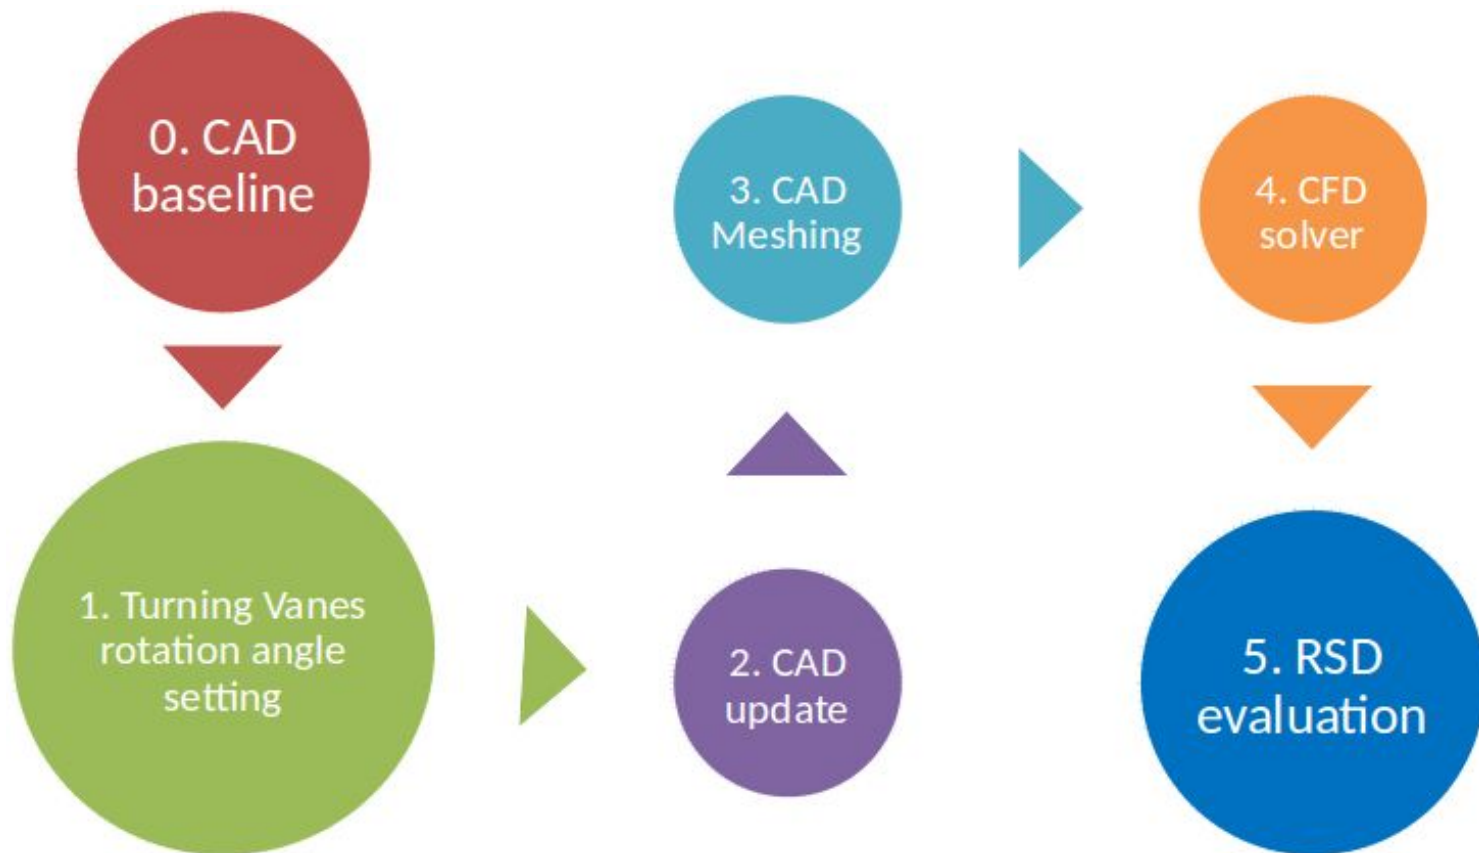 0. CAD
baseline
1. Turning Vanes
rotation angle
setting
2. CAD
update
3. CAD
Meshing
4. CFD
solver
5. RSD
evaluation